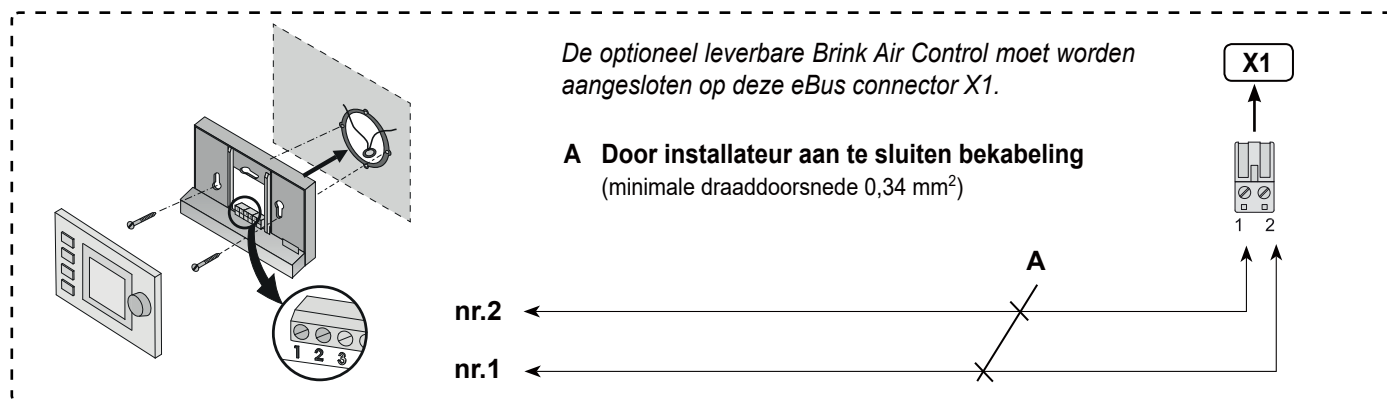 De optioneel leverbare Brink Air Control moet worden
aangesloten op deze eBus connector X1.
X1
A Door installateur aan te sluiten bekabeling
(minimale draaddoorsnede 0,34 mm²)
1 2
A
nr.2
1 2 3
nr.1